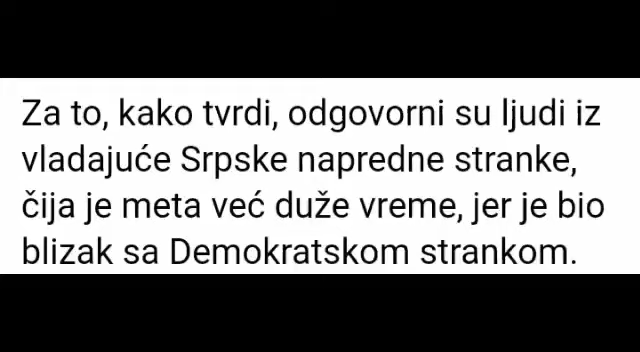 Za to, kako tvrdi, odgovorni su ljudi iz
vladajuće Srpske napredne stranke,
čija je meta već duže vreme, jer je bio
blizak sa Demokratskom strankom.